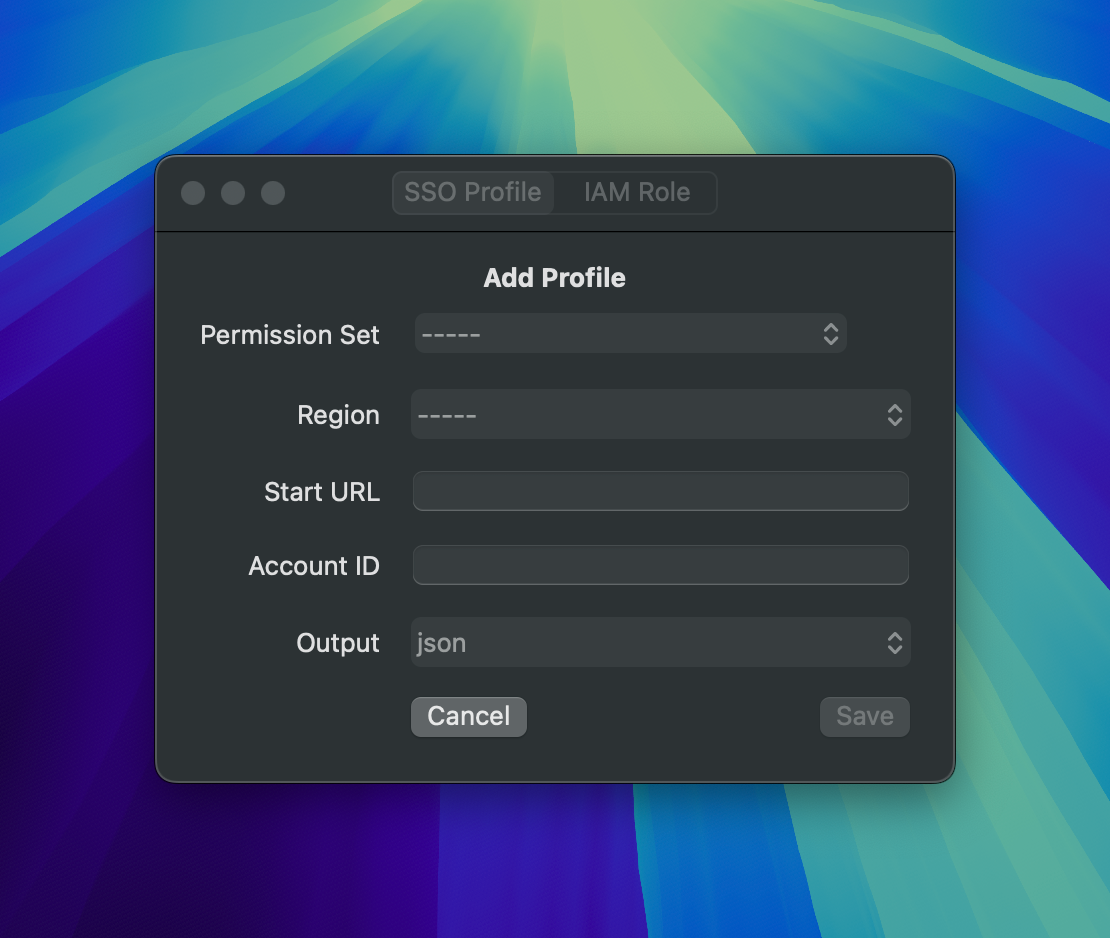 SSO Profile IAM Role
Add Profile
Permission Set -----
Region -----
Start URL
Account ID
Output json
Cancel Save